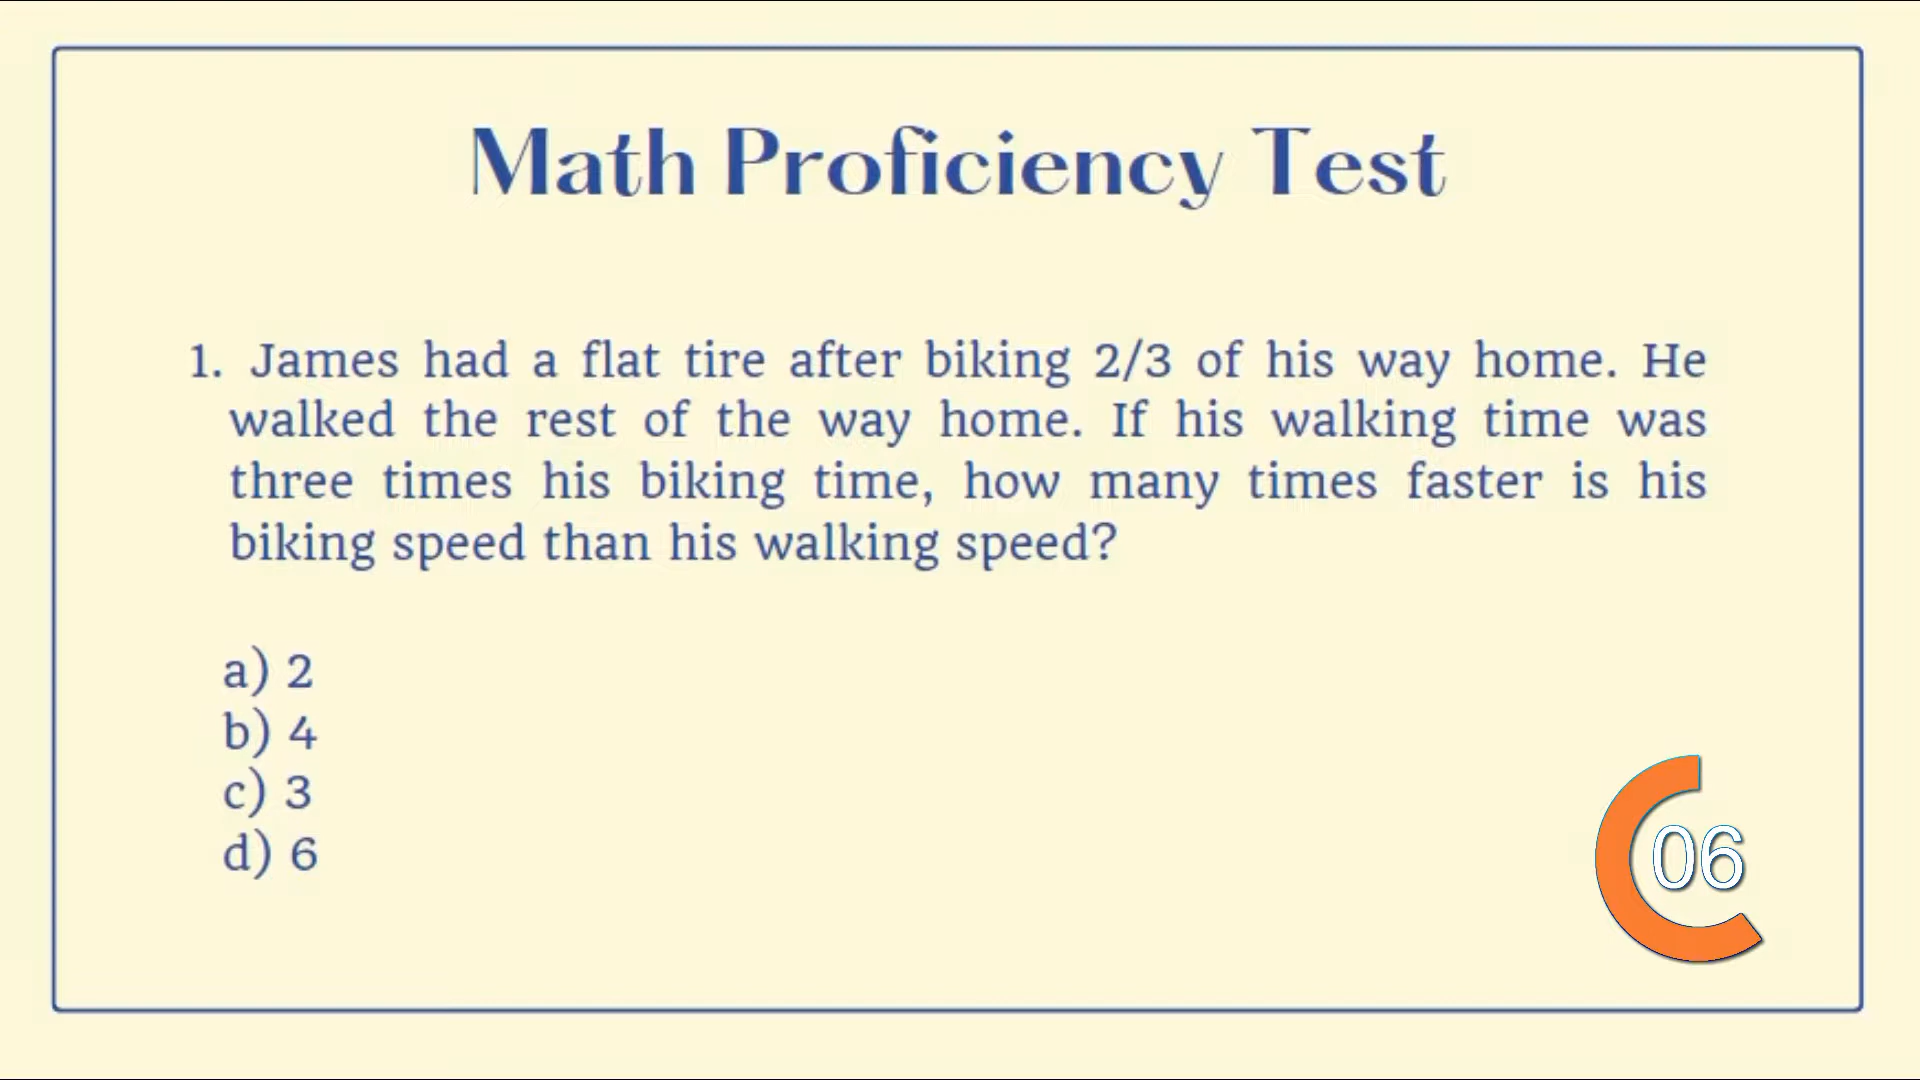 Math Proficiency Test
1. James had a flat tire after biking 2/3 of his way home. He
walked the rest of the way home. If his walking time was
three times his biking time, how many times faster is his
biking speed than his walking speed?
a) 2
b) 4
c) 3
d) 6
06